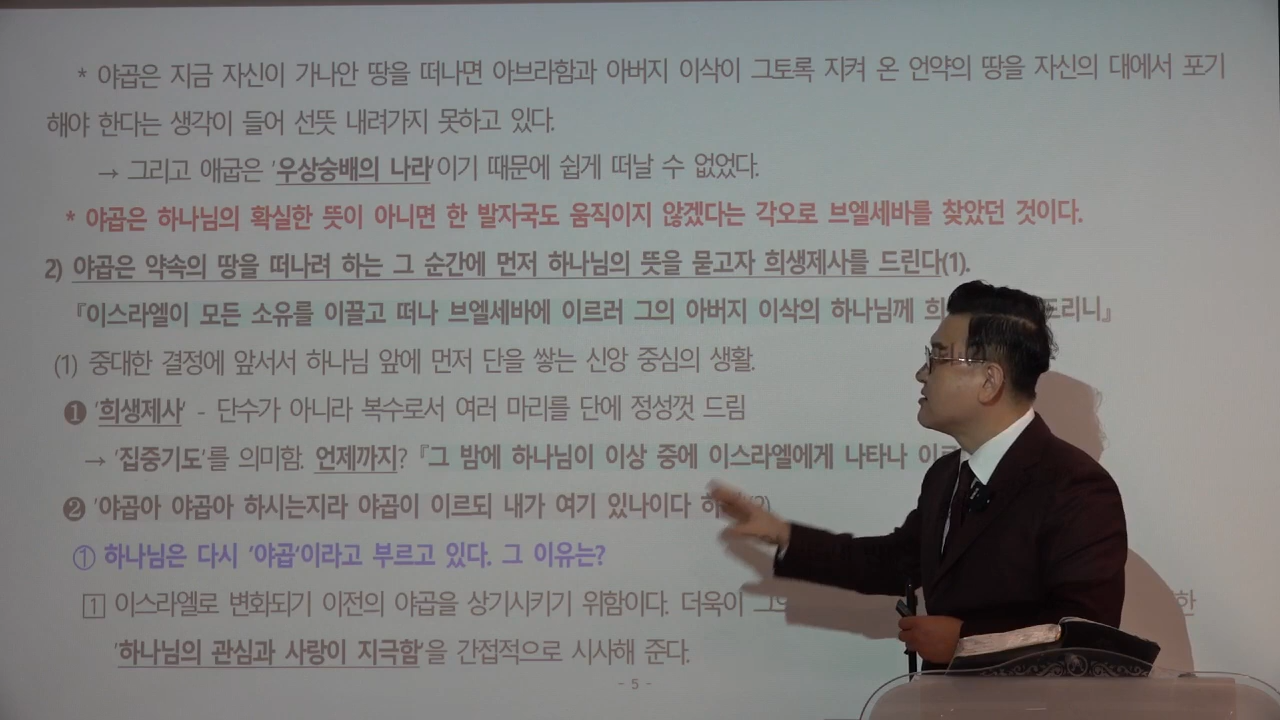 * 야곱은 지금 자신이 가나안 땅을 떠나면 아브라함과 아버지 이삭이 그토록 지켜 온 언약의 땅을 자신의 대에서 포기
해야 한다는 생각이 들어 선뜻 내려가지 못하고 있다.
→ 그리고 애굽은 '우상숭배의 나라'이기 때문에 쉽게 떠날 수 없었다.
* 야곱은 하나님의 확실한 뜻이 아니면 한 발자국도 움직이지 않겠다는 각오로 브엘세바를 찾았던 것이다.
2) 야곱은 약속의 땅을 떠나려 하는 그 순간에 먼저 하나님의 뜻을 묻고자 희생제사를 드린다(1).
『이스라엘이 모든 소유를 이끌고 떠나 브엘세바에 이르러 그의 아버지 이삭의 하나님께 희 드리니』
(1) 중대한 결정에 앞서서 하나님 앞에 먼저 단을 쌓는 신앙 중심의 생활.
❶ '희생제사' - 단수가 아니라 복수로서 여러 마리를 단에 정성껏 드림
→ '집중기도'를 의미함. 언제까지? 『그 밤에 하나님이 이상 중에 이스라엘에게 나타나
❷ '야곱아 야곱아 하시는지라 야곱이 이르되 내가 여기 있나이다
① 하나님은 다시 '야곱'이라고 부르고 있다. 그 이유는?
1 이스라엘로 변화되기 이전의 야곱을 상기시키기 위함이다. 더욱이 한
'하나님의 관심과 사랑이 지극함'을 간접적으로 시사해 준다.
- 5 -